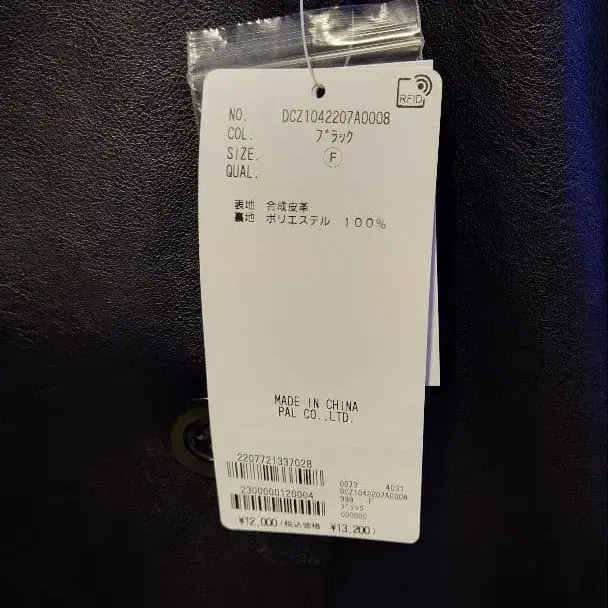 RFID
NO. DCZ1042207A0008
COL. ブラック
SIZE. F
QUAL.
表地 合成皮革
裏地 ポリエステル 100%
MADE IN CHINA
PAL CO.,LTD.
2207721337028
2300000120004
¥12,000(税込価格 ¥13,200)
0073 4031
DCZ1042207A0008
999 F
ブラック
000000